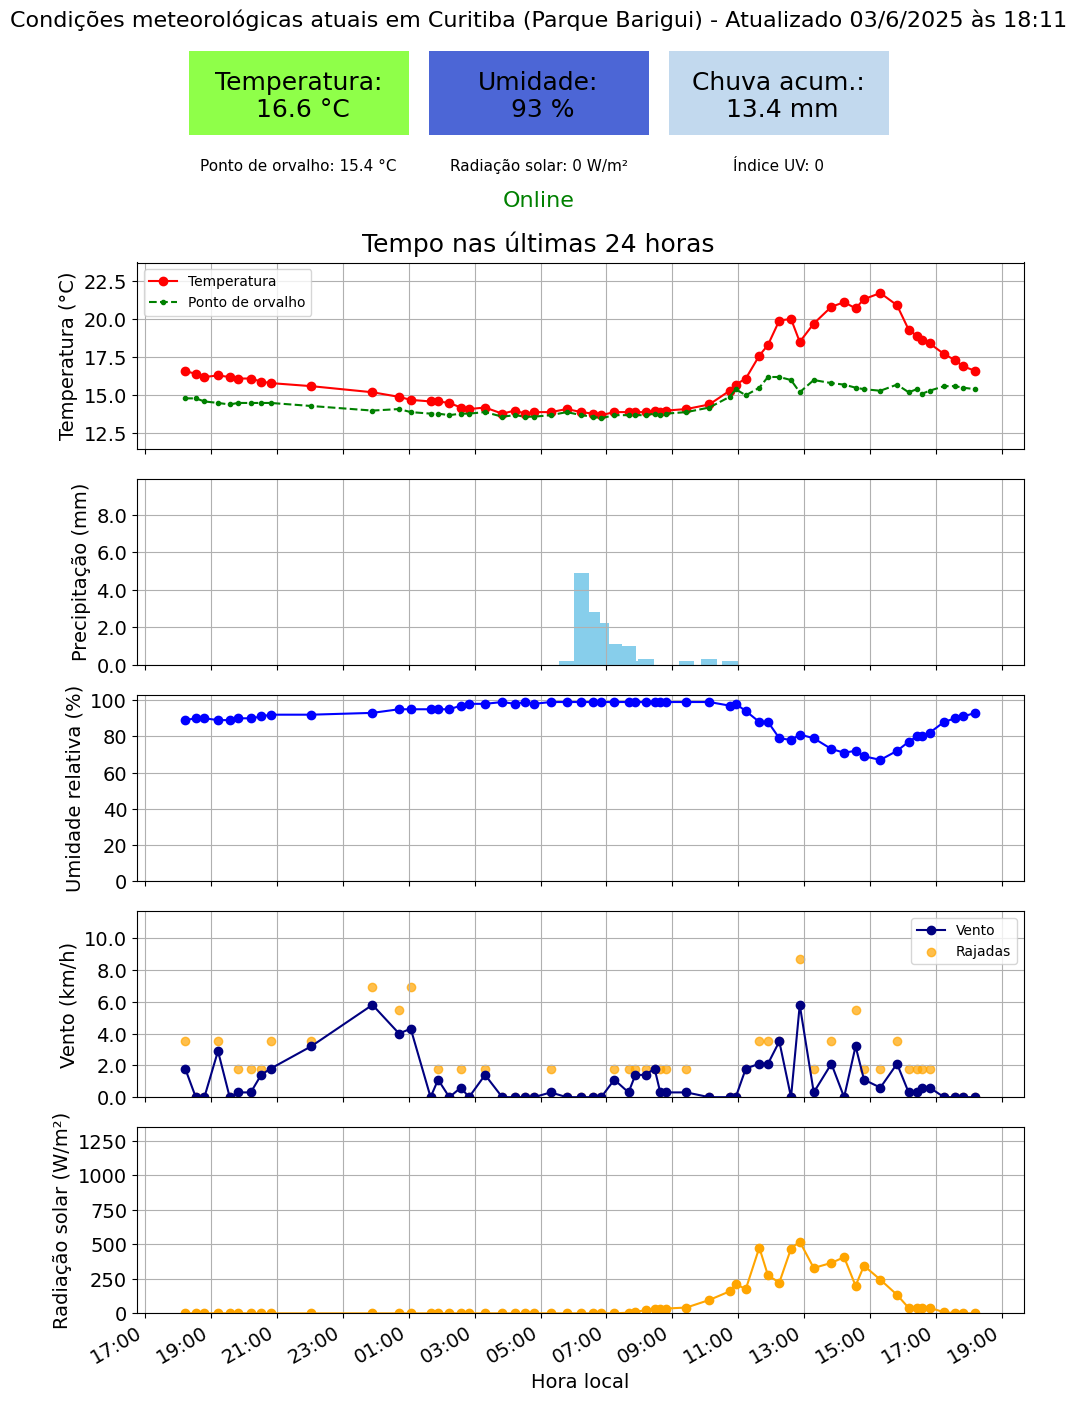 Condições meteorológicas atuais em Curitiba (Parque Barigui) - Atualizado 03/6/2025 às 18:11
Temperatura:
16.6 °C
Umidade:
93 %
Chuva acum.:
13.4 mm
Ponto de orvalho: 15.4 °C
Radiação solar: 0 W/m²
Índice UV: 0
Online
Tempo nas últimas 24 horas
Temperatura (°C)
22.5
20.0
17.5
15.0
12.5
Temperatura
Ponto de orvalho
Precipitação (mm)
8.0
6.0
4.0
2.0
0.0
Umidade relativa (%)
100
80
60
40
20
0
Vento (km/h)
10.0
8.0
6.0
4.0
2.0
0.0
Vento
Rajadas
Radiação solar (W/m²)
1250
1000
750
500
250
0
17:00
19:00
21:00
23:00
01:00
03:00
05:00
07:00
09:00
11:00
13:00
15:00
17:00
19:00
Hora local